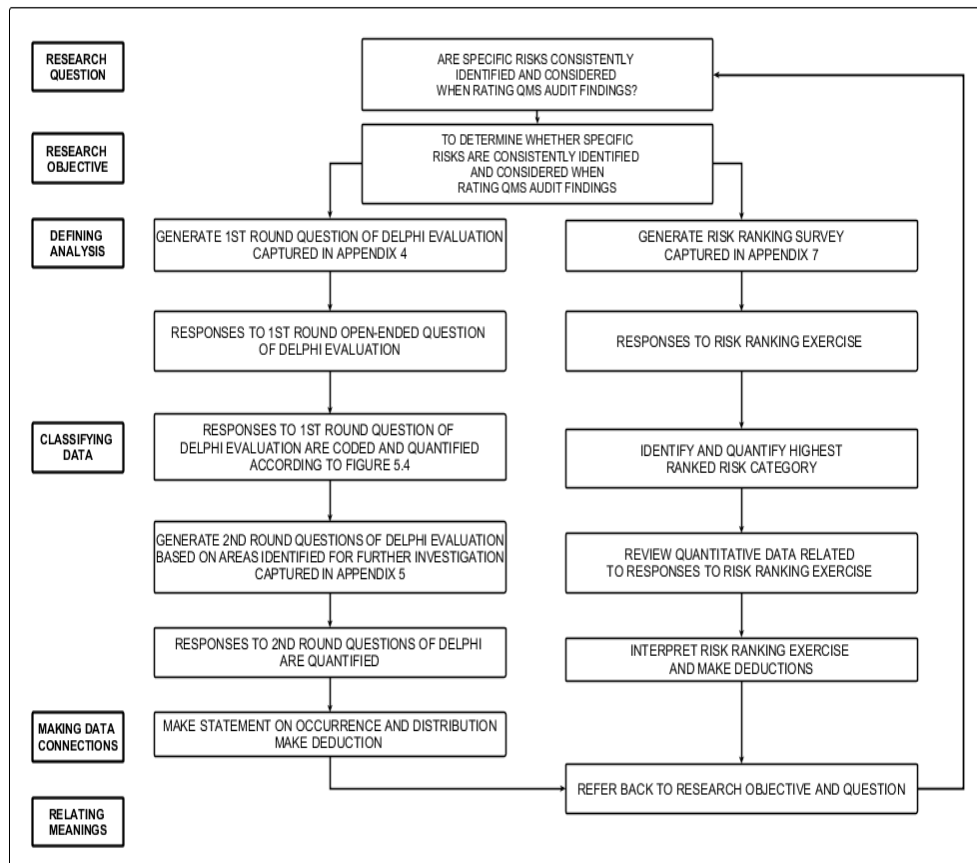 RESEARCH
QUESTION
ARE SPECIFIC RISKS CONSISTENTLY
IDENTIFIED AND CONSIDERED
WHEN RATING QMS AUDIT FINDINGS?
RESEARCH
OBJECTIVE
TO DETERMINE WHETHER SPECIFIC
RISKS ARE CONSISTENTLY IDENTIFIED
AND CONSIDERED WHEN
RATING QMS AUDIT FINDINGS
DEFINING
ANALYSIS
GENERATE 1ST ROUND QUESTION OF DELPHI EVALUATION
CAPTURED IN APPENDIX 4
GENERATE RISK RANKING SURVEY
CAPTURED IN APPENDIX 7
RESPONSES TO 1ST ROUND OPEN-ENDED QUESTION
OF DELPHI EVALUATION
RESPONSES TO RISK RANKING EXERCISE
CLASSIFYING
DATA
RESPONSES TO 1ST ROUND QUESTION OF
DELPHI EVALUATION ARE CODED AND QUANTIFIED
ACCORDING TO FIGURE 5.4
IDENTIFY AND QUANTIFY HIGHEST
RANKED RISK CATEGORY
GENERATE 2ND ROUND QUESTIONS OF DELPHI EVALUATION
BASED ON AREAS IDENTIFIED FOR FURTHER INVESTIGATION
CAPTURED IN APPENDIX 5
REVIEW QUANTITATIVE DATA RELATED
TO RESPONSES TO RISK RANKING EXERCISE
RESPONSES TO 2ND ROUND QUESTIONS OF DELPHI
ARE QUANTIFIED
INTERPRET RISK RANKING EXERCISE
AND MAKE DEDUCTIONS
MAKING DATA
CONNECTIONS
MAKE STATEMENT ON OCCURRENCE AND DISTRIBUTION
MAKE DEDUCTION
REFER BACK TO RESEARCH OBJECTIVE AND QUESTION
RELATING
MEANINGS